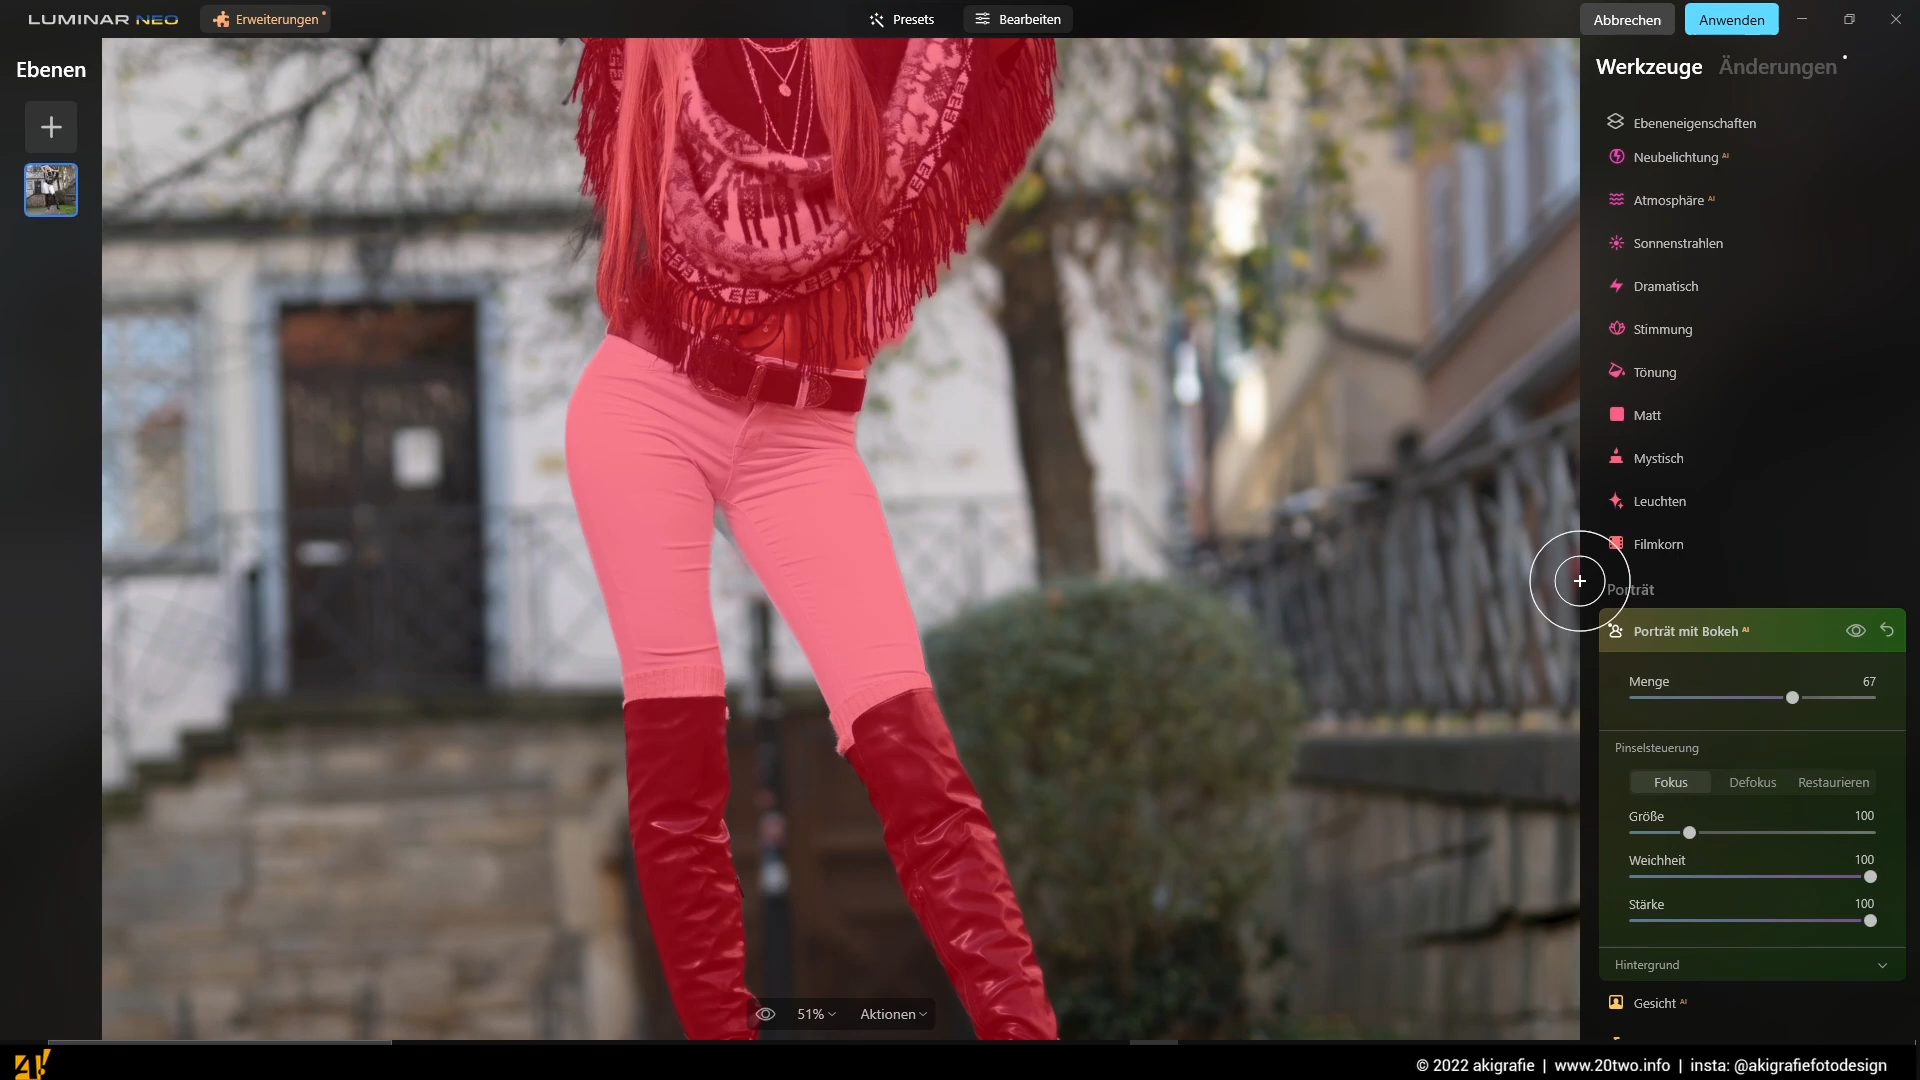 LUMINAR NEO
Erweiterungen
Presets
Bearbeiten
Abbrechen
Anwenden
Ebenen
Werkzeuge
Änderungen
Ebeneneigenschaften
Neubelichtung AI
Atmosphäre AI
Sonnenstrahlen
Dramatisch
Stimmung
Tönung
Matt
Mystisch
Leuchten
Filmkorn
Porträt
Porträt mit Bokeh AI
Menge 67
Pinselsteuerung
Fokus Defokus Restaurieren
Größe 100
Weichheit 100
Stärke 100
Hintergrund
Gesicht AI
51%
Aktionen
A!
© 2022 akigrafie | www.20two.info | insta: @akigrafiefotodesign